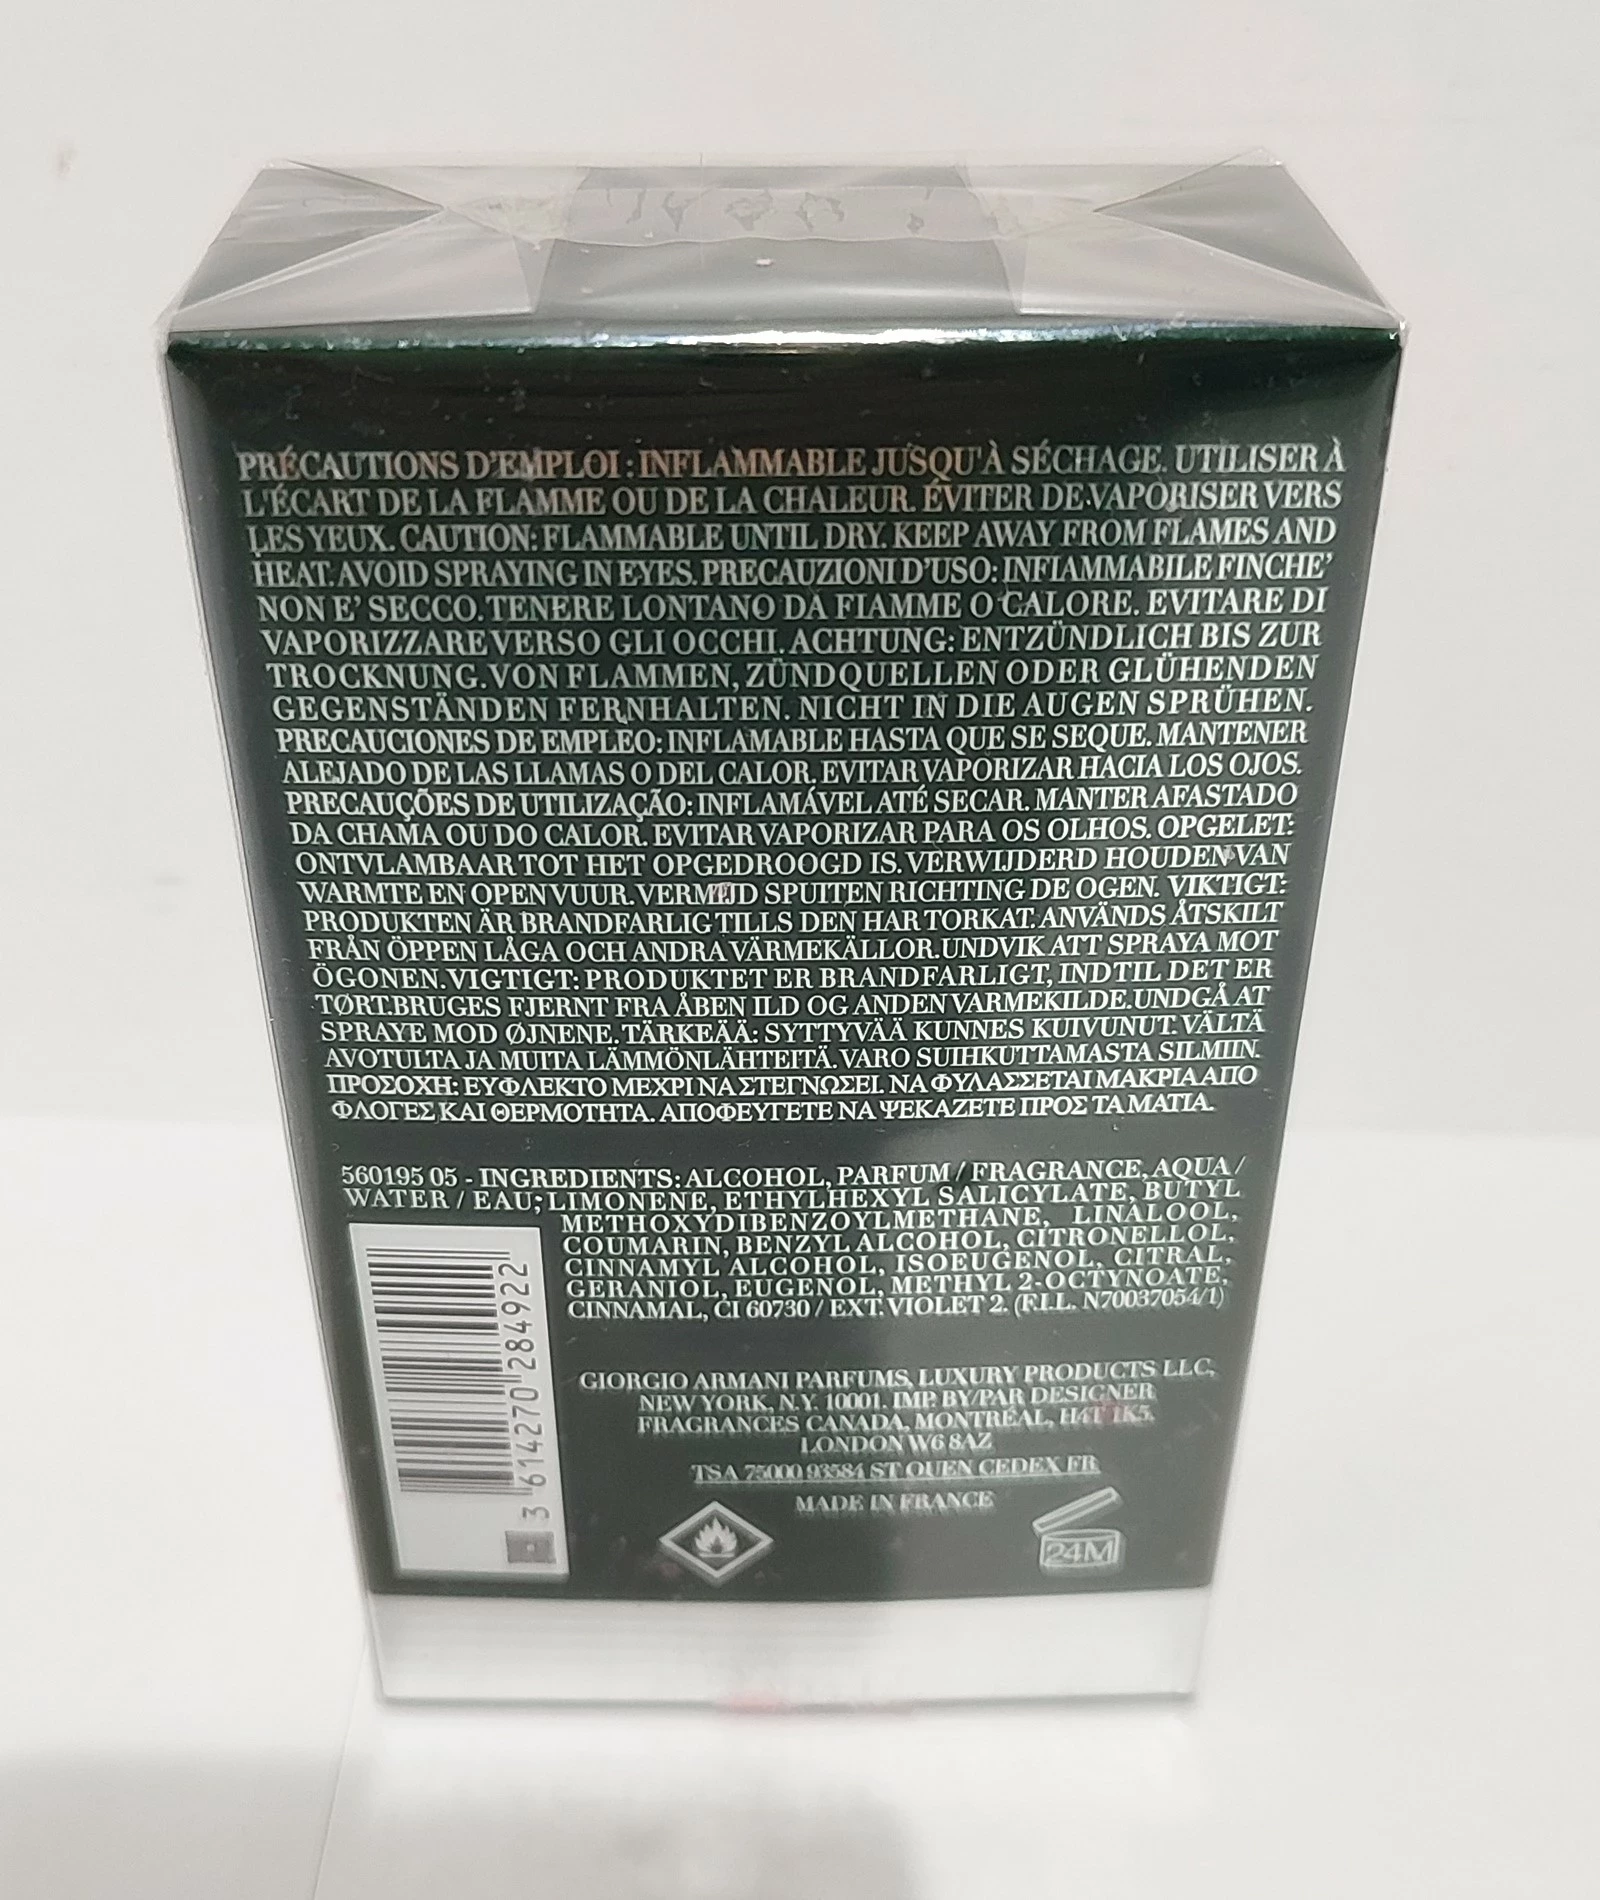 PRÉCAUTIONS D'EMPLOI : INFLAMMABLE JUSQU'À SÉCHAGE. UTILISER À
L'ÉCART DE LA FLAMME OU DE LA CHALEUR. ÉVITER DE VAPORISER VERS
LES YEUX. CAUTION: FLAMMABLE UNTIL DRY. KEEP AWAY FROM FLAMES AND
HEAT. AVOID SPRAYING IN EYES. PRECAUZIONI D'USO: INFIAMMABILE FINCHE'
NON E' SECCO. TENERE LONTANO DA FIAMME O CALORE. EVITARE DI
VAPORIZZARE VERSO GLI OCCHI. ACHTUNG: ENTZÜNDLICH BIS ZUR
TROCKNUNG. VON FLAMMEN, ZÜNDQUELLEN ODER GLÜHENDEN
GEGENSTÄNDEN FERNHALTEN. NICHT IN DIE AUGEN SPRÜHEN.
PRECAUCIONES DE EMPLEO: INFLAMABLE HASTA QUE SE SEQUE. MANTENER
ALEJADO DE LAS LLAMAS O DEL CALOR. EVITAR VAPORIZAR HACIA LOS OJOS.
PRECAUÇÕES DE UTILIZAÇÃO: INFLAMÁVEL ATÉ SECAR. MANTER AFASTADO
DA CHAMA OU DO CALOR. EVITAR VAPORIZAR PARA OS OLHOS. OPGELET:
ONTVLAMBAAR TOT HET OPGEDROOGD IS. VERWIJDERD HOUDEN VAN
WARMTE EN OPEN VUUR. VERMIJD SPUITEN RICHTING DE OGEN. VIKTIGT:
PRODUKTEN ÄR BRANDFARLIG TILLS DEN HAR TORKAT. ANVÄNDS ÅTSKILT
FRÅN ÖPPEN LÅGA OCH ANDRA VÄRMEKÄLLOR. UNDVIK ATT SPRAYA MOT
ÖGONEN. VIGTIGT: PRODUKTET ER BRANDFARLIGT, INDTIL DET ER
TØRT. BRUGES FJERNT FRA ÅBEN ILD OG ANDEN VARMEKILDE. UNDGÅ AT
SPRAYE MOD ØJNENE. TÄRKEÄÄ: SYTTYVÄÄ KUNNES KUIVUNUT. VÄLTÄ
AVOTULTA JA MUITA LÄMMÖNLÄHTEITÄ. VARO SUIHKUTTAMASTA SILMIIN.
ΠΡΟΣΟΧΗ: ΕΥΦΛΕΚΤΟ ΜΕΧΡΙ ΝΑ ΣΤΕΓΝΩΣΕΙ. ΝΑ ΦΥΛΑΣΣΕΤΑΙ ΜΑΚΡΙΑ ΑΠΟ
ΦΛΟΓΕΣ ΚΑΙ ΘΕΡΜΟΤΗΤΑ. ΑΠΟΦΕΥΓΕΤΕ ΝΑ ΨΕΚΑΖΕΤΕ ΠΡΟΣ ΤΑ ΜΑΤΙΑ.
560195 05 - INGREDIENTS: ALCOHOL, PARFUM / FRAGRANCE, AQUA /
WATER / EAU; LIMONENE, ETHYLHEXYL SALICYLATE, BUTYL
METHOXYDIBENZOYLMETHANE, LINALOOL,
COUMARIN, BENZYL ALCOHOL, CITRONELLOL,
CINNAMYL ALCOHOL, ISOEUGENOL, CITRAL,
GERANIOL, EUGENOL, METHYL 2-OCTYNOATE,
CINNAMAL, CI 60730 / EXT. VIOLET 2. (F.I.L. N70037054/1)
3 614270 284922
GIORGIO ARMANI PARFUMS, LUXURY PRODUCTS LLC,
NEW YORK, N.Y. 10001. IMP. BY/PAR DESIGNER
FRAGRANCES CANADA, MONTRÉAL, H4T 1K5.
LONDON W6 8AZ
TSA 75000 93584 ST OUEN CEDEX FR
MADE IN FRANCE
24M